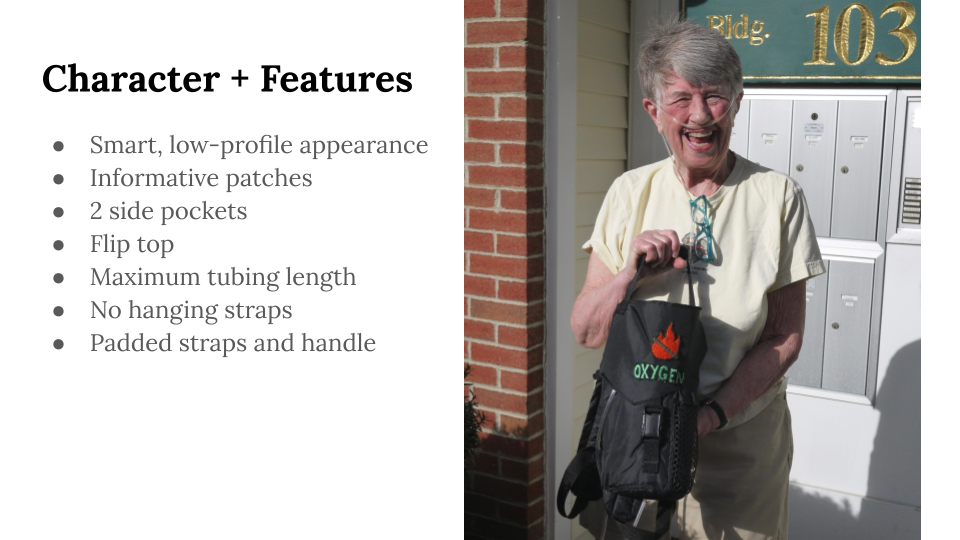 Character + Features
● Smart, low-profile appearance
● Informative patches
● 2 side pockets
● Flip top
● Maximum tubing length
● No hanging straps
● Padded straps and handle
Bldg. 103
OXYGEN